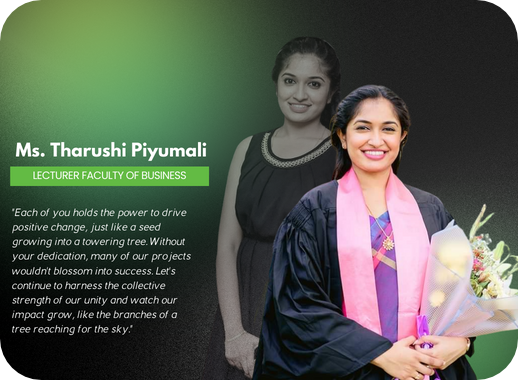 Ms. Tharushi Piyumali
LECTURER FACULTY OF BUSINESS
"Each of you holds the power to drive
positive change, just like a seed
growing into a towering tree. Without
your dedication, many of our projects
wouldn't blossom into success. Let's
continue to harness the collective
strength of our unity and watch our
impact grow, like the branches of a
tree reaching for the sky."